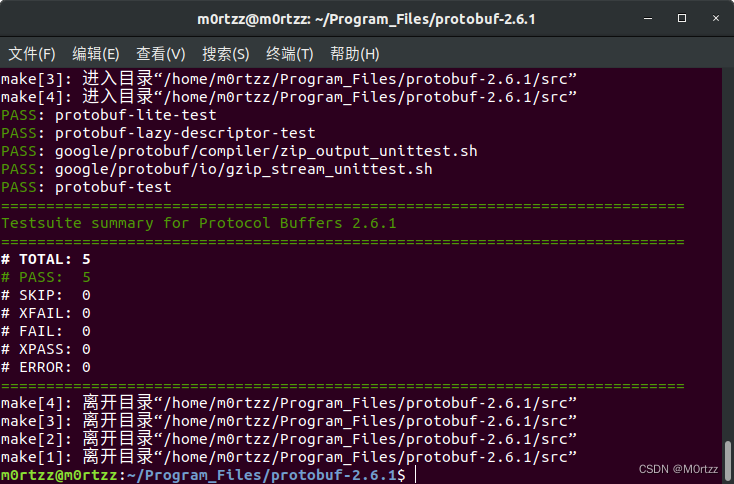 m0rtzz@m0rtzz: ~/Program_Files/protobuf-2.6.1
文件(F) 编辑(E) 查看(V) 搜索(S) 终端(T) 帮助(H)
make[3]: 进入目录“/home/m0rtzz/Program_Files/protobuf-2.6.1/src”
make[4]: 进入目录“/home/m0rtzz/Program_Files/protobuf-2.6.1/src”
PASS: protobuf-lite-test
PASS: protobuf-lazy-descriptor-test
PASS: google/protobuf/compiler/zip_output_unittest.sh
PASS: google/protobuf/io/gzip_stream_unittest.sh
PASS: protobuf-test
============================================================================
Testsuite summary for Protocol Buffers 2.6.1
============================================================================
# TOTAL: 5
# PASS:  5
# SKIP:  0
# XFAIL: 0
# FAIL:  0
# XPASS: 0
# ERROR: 0
============================================================================
make[4]: 离开目录“/home/m0rtzz/Program_Files/protobuf-2.6.1/src”
make[3]: 离开目录“/home/m0rtzz/Program_Files/protobuf-2.6.1/src”
make[2]: 离开目录“/home/m0rtzz/Program_Files/protobuf-2.6.1/src”
make[1]: 离开目录“/home/m0rtzz/Program_Files/protobuf-2.6.1/src”
m0rtzz@m0rtzz:~/Program_Files/protobuf-2.6.1$
CSDN @M0rtzz